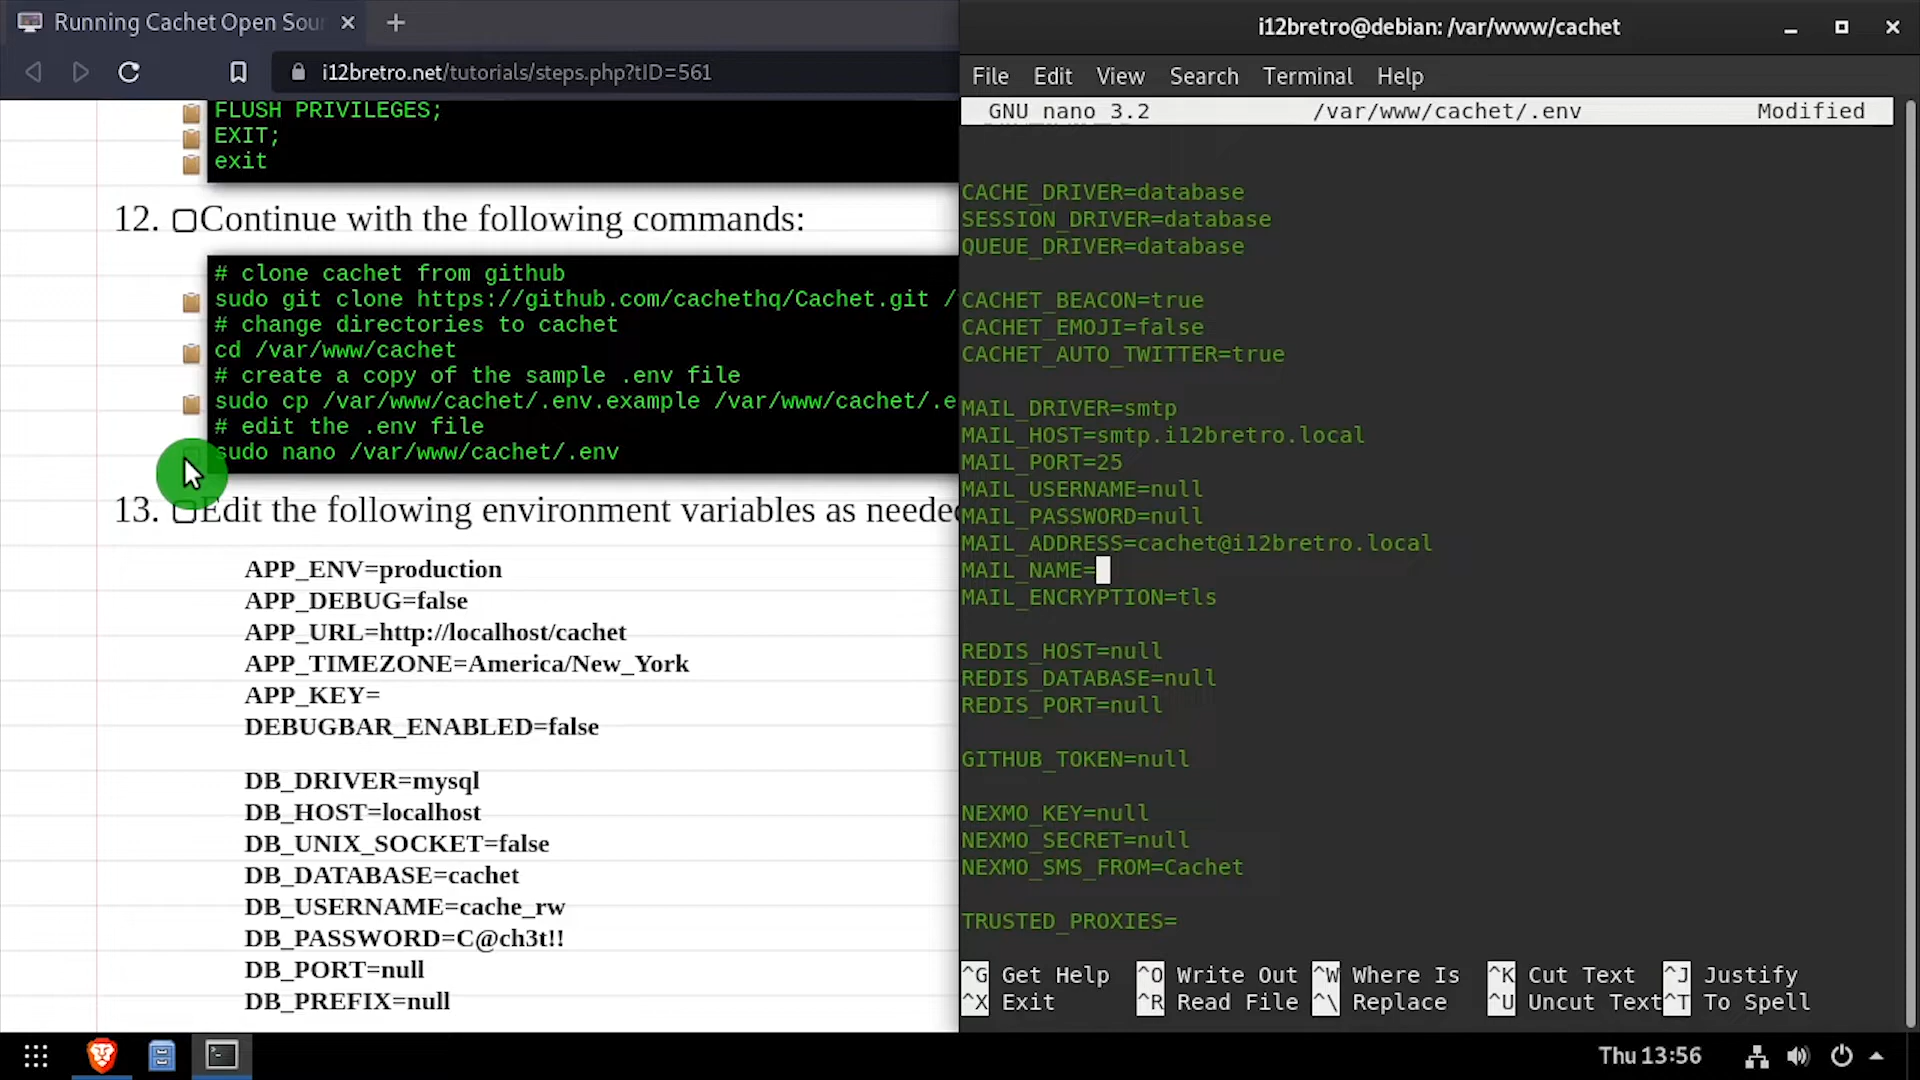 Running Cachet Open Sour
i12bretro.net/tutorials/steps.php?tID=561
FLUSH PRIVILEGES;
EXIT;
exit
12. Continue with the following commands:
# clone cachet from github
sudo git clone https://github.com/cachethq/Cachet.git /
# change directories to cachet
cd /var/www/cachet
# create a copy of the sample .env file
sudo cp /var/www/cachet/.env.example /var/www/cachet/.e
# edit the .env file
sudo nano /var/www/cachet/.env
13. Edit the following environment variables as neede
APP_ENV=production
APP_DEBUG=false
APP_URL=http://localhost/cachet
APP_TIMEZONE=America/New_York
APP_KEY=
DEBUGBAR_ENABLED=false
DB_DRIVER=mysql
DB_HOST=localhost
DB_UNIX_SOCKET=false
DB_DATABASE=cachet
DB_USERNAME=cache_rw
DB_PASSWORD=C@ch3t!!
DB_PORT=null
DB_PREFIX=null
i12bretro@debian: /var/www/cachet
File Edit View Search Terminal Help
GNU nano 3.2 /var/www/cachet/.env Modified
CACHE_DRIVER=database
SESSION_DRIVER=database
QUEUE_DRIVER=database
CACHET_BEACON=true
CACHET_EMOJI=false
CACHET_AUTO_TWITTER=true
MAIL_DRIVER=smtp
MAIL_HOST=smtp.i12bretro.local
MAIL_PORT=25
MAIL_USERNAME=null
MAIL_PASSWORD=null
MAIL_ADDRESS=cachet@i12bretro.local
MAIL_NAME=
MAIL_ENCRYPTION=tls
REDIS_HOST=null
REDIS_DATABASE=null
REDIS_PORT=null
GITHUB_TOKEN=null
NEXMO_KEY=null
NEXMO_SECRET=null
NEXMO_SMS_FROM=Cachet
TRUSTED_PROXIES=
^G Get Help ^O Write Out ^W Where Is ^K Cut Text ^J Justify
^X Exit ^R Read File ^\ Replace ^U Uncut Text ^T To Spell
Thu 13:56